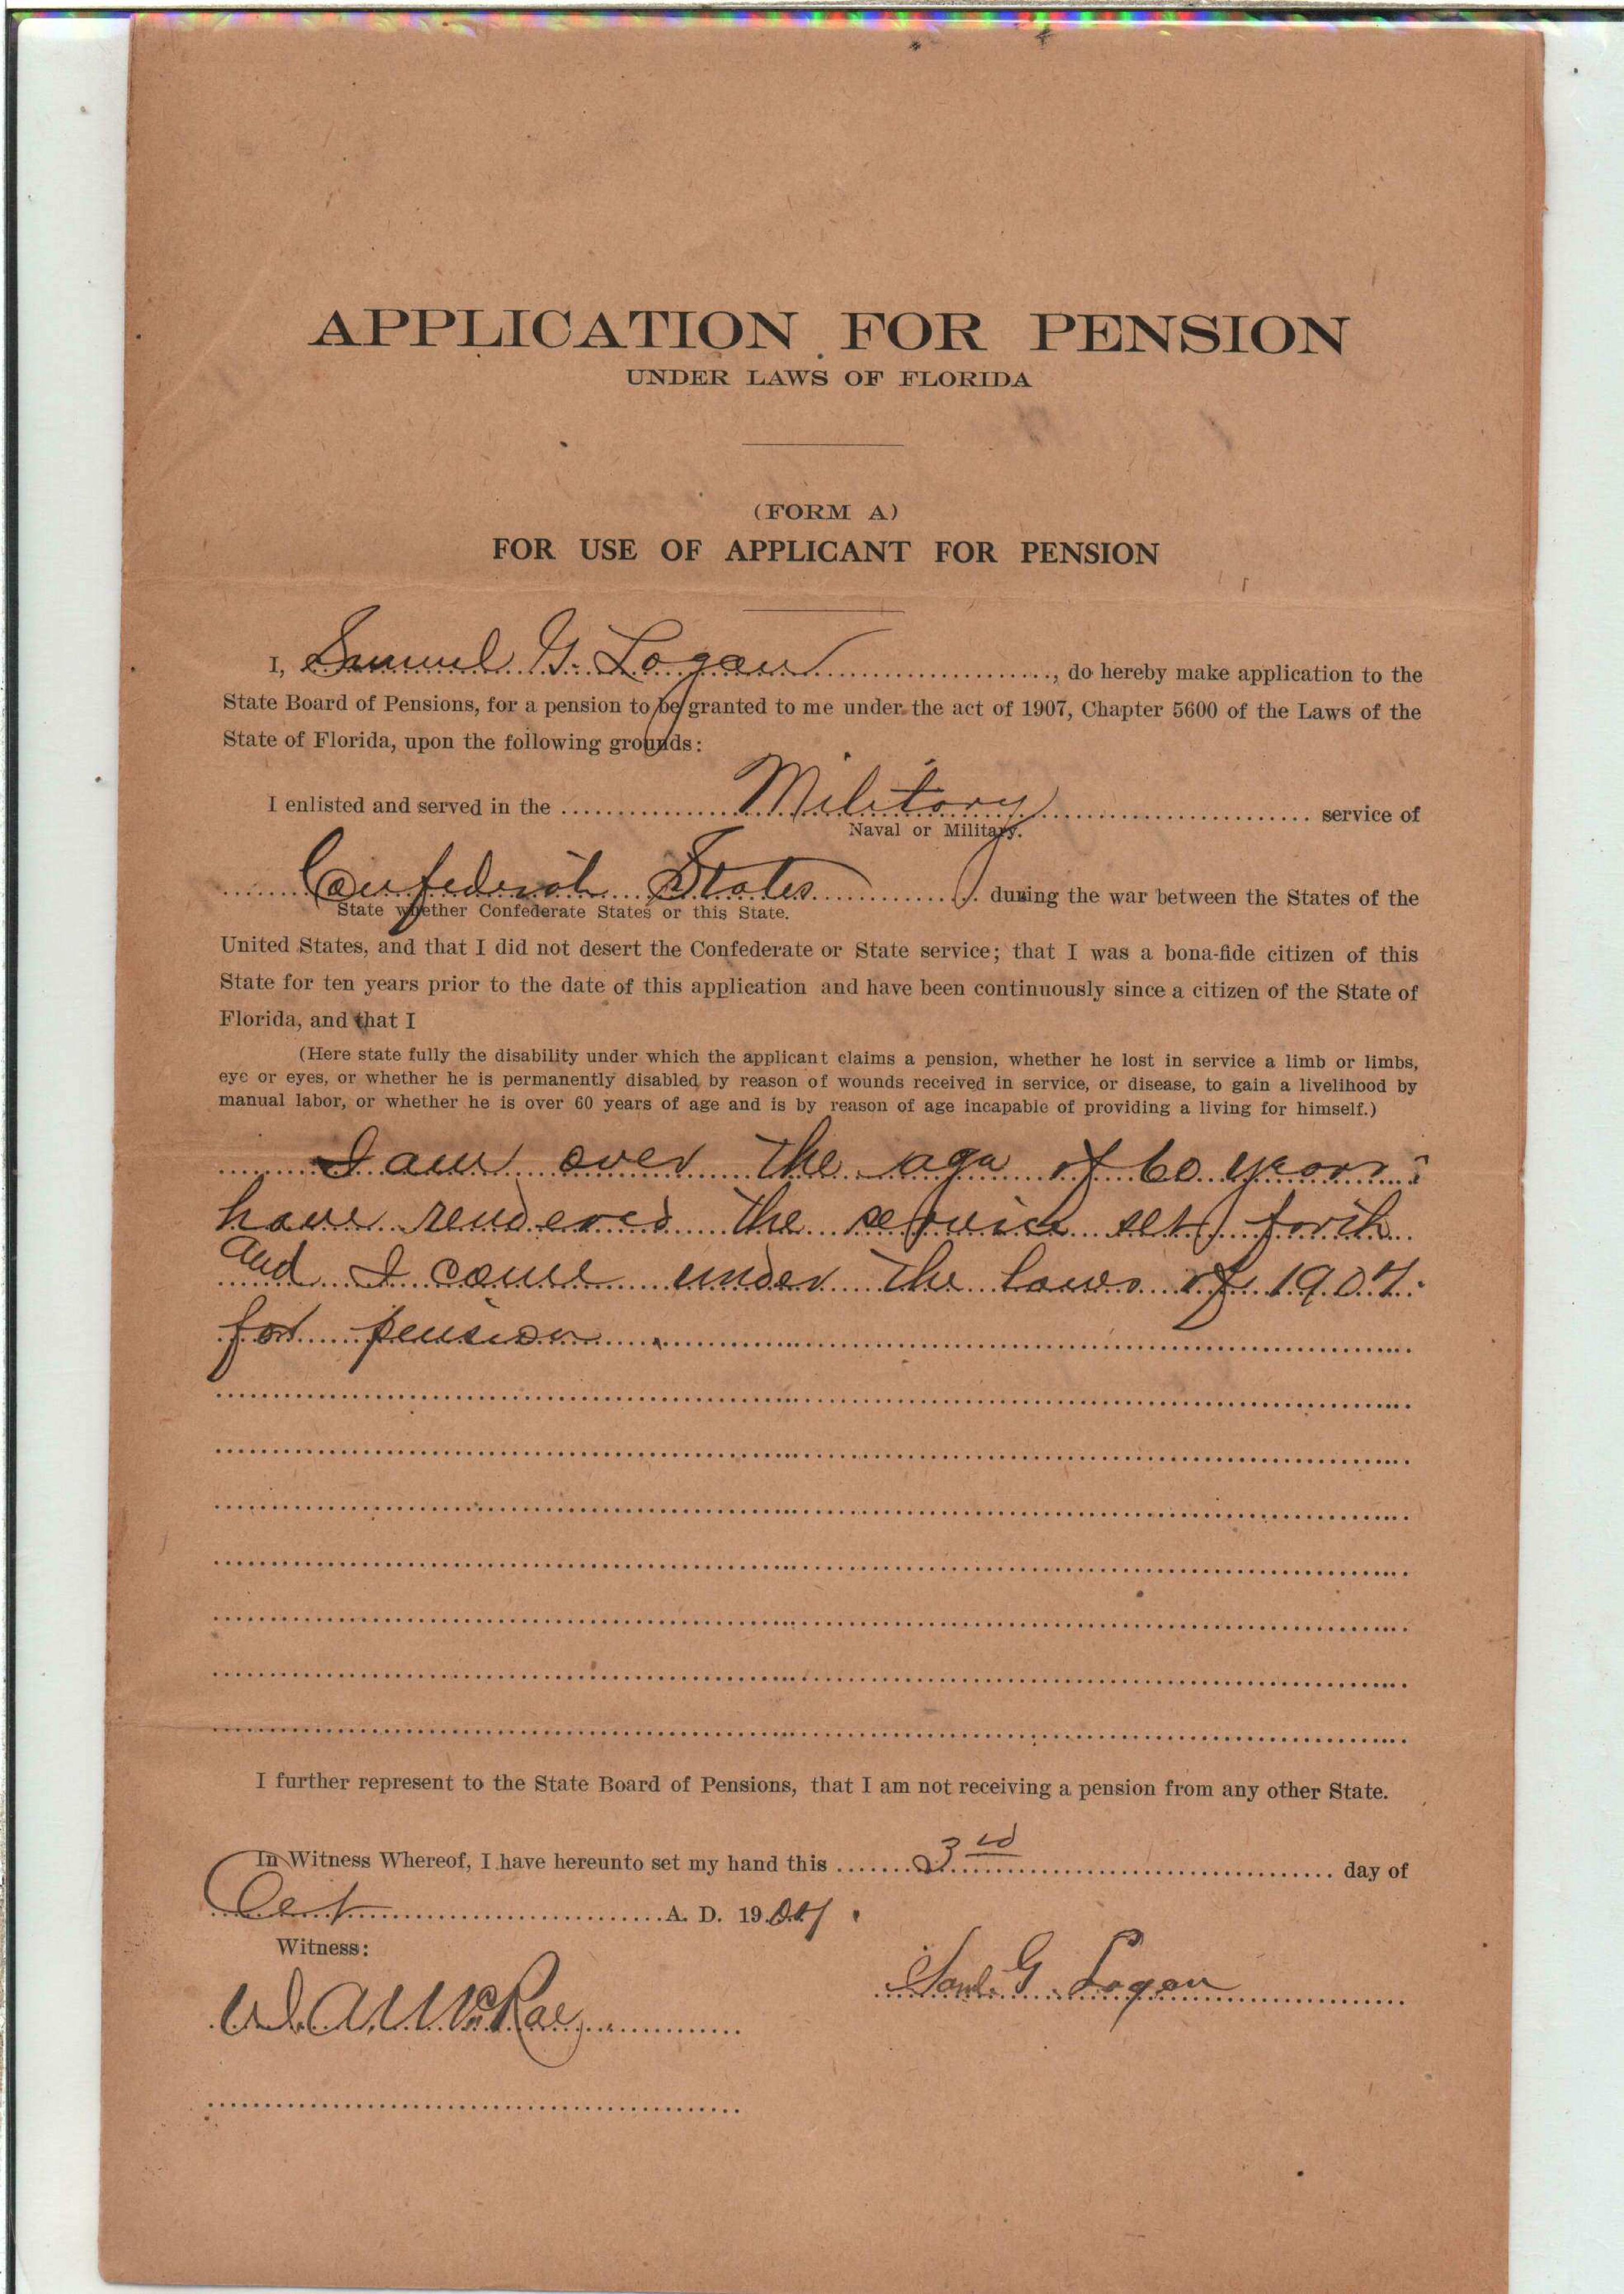 APPLICATION FOR PENSION
UNDER LAWS OF FLORIDA
(FORM A)
FOR USE OF APPLICANT FOR PENSION
I, Samuel G. Logan, do hereby make application to the
State Board of Pensions, for a pension to be granted to me under the act of 1907, Chapter 5600 of the Laws of the
State of Florida, upon the following grounds:
I enlisted and served in the Military service of
Naval or Military.
Confederate States during the war between the States of the
State whether Confederate States or this State.
United States, and that I did not desert the Confederate or State service; that I was a bona-fide citizen of this
State for ten years prior to the date of this application and have been continuously since a citizen of the State of
Florida, and that I
(Here state fully the disability under which the applicant claims a pension, whether he lost in service a limb or limbs,
eye or eyes, or whether he is permanently disabled by reason of wounds received in service, or disease, to gain a livelihood by
manual labor, or whether he is over 60 years of age and is by reason of age incapable of providing a living for himself.)
I am over the age of 60 years
have rendered the service set forth
and I come under the laws of 1907.
for pension
I further represent to the State Board of Pensions, that I am not receiving a pension from any other State.
In Witness Whereof, I have hereunto set my hand this 3rd day of
A. D. 1907
Witness:
Saml. G. Logan
McRae